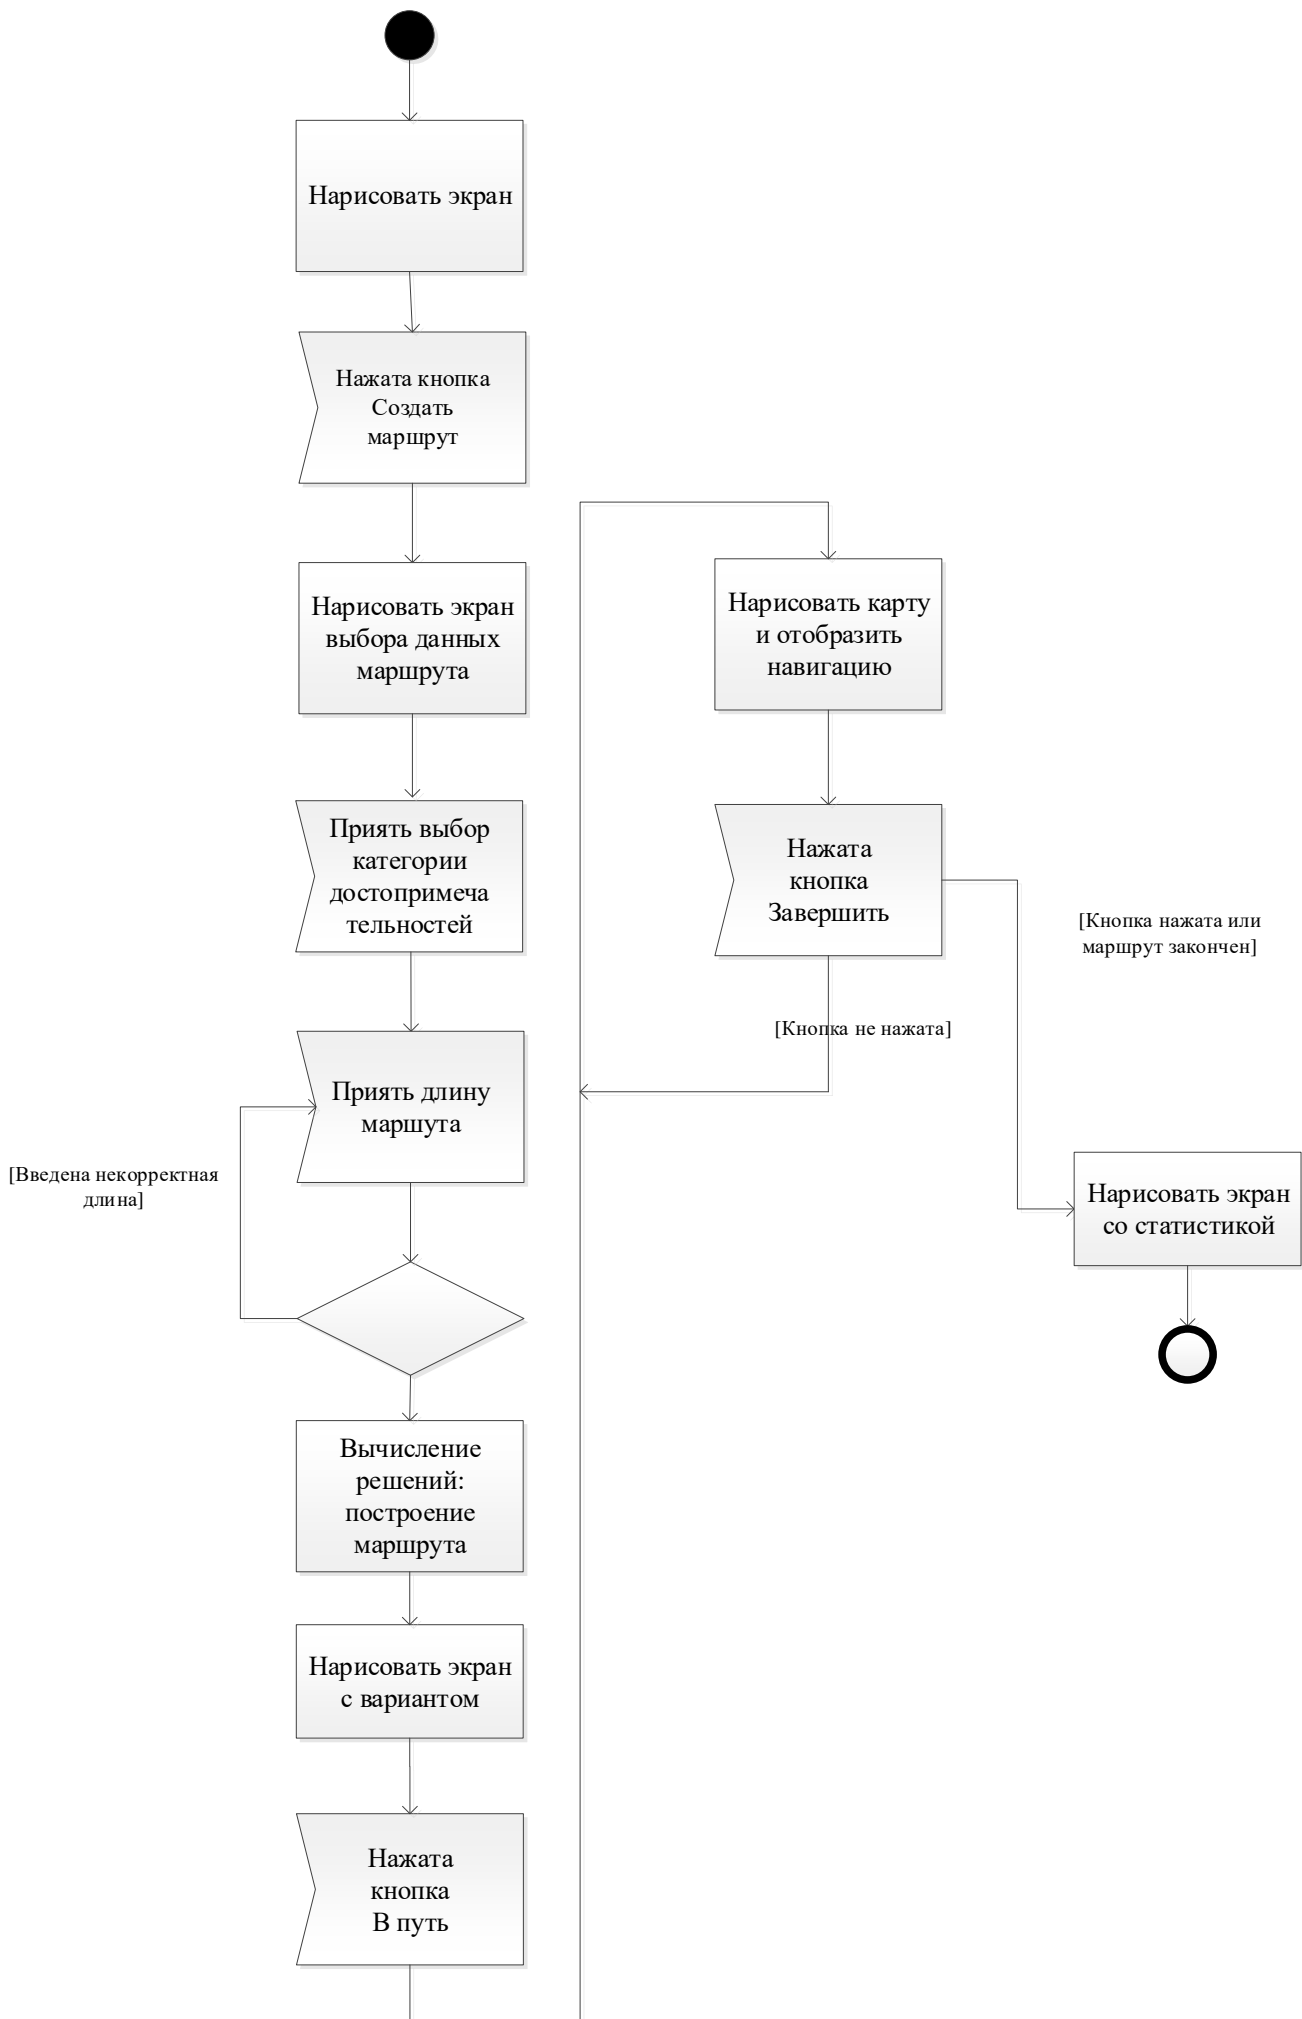 Нарисовать экран
Нажата кнопка
Создать
маршрут
Нарисовать экран
выбора данных
маршрута
Приять выбор
категории
достопримеча
тельностей
Приять длину
маршута
[Введена некорректная
длина]
Вычисление
решений:
построение
маршрута
Нарисовать экран
с вариантом
Нажата
кнопка
В путь
Нарисовать карту
и отобразить
навигацию
Нажата
кнопка
Завершить
[Кнопка не нажата]
[Кнопка нажата или
маршрут закончен]
Нарисовать экран
со статистикой